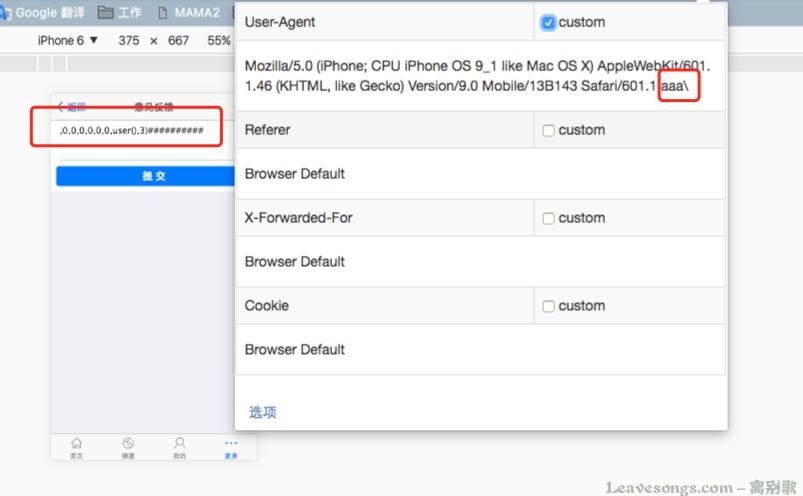 Google 翻译 工作 MAMA2
iPhone 6 ▼ 375 × 667 55%
返回 意见反馈
,0,0,0,0,0,0,user(),3)##########
提 交
首页 频道 我的 更多
User-Agent custom
Mozilla/5.0 (iPhone; CPU iPhone OS 9_1 like Mac OS X) AppleWebKit/601.
1.46 (KHTML, like Gecko) Version/9.0 Mobile/13B143 Safari/601.1 aaa\
Referer custom
Browser Default
X-Forwarded-For custom
Browser Default
Cookie custom
Browser Default
选项
Leavesongs.com - 离别歌